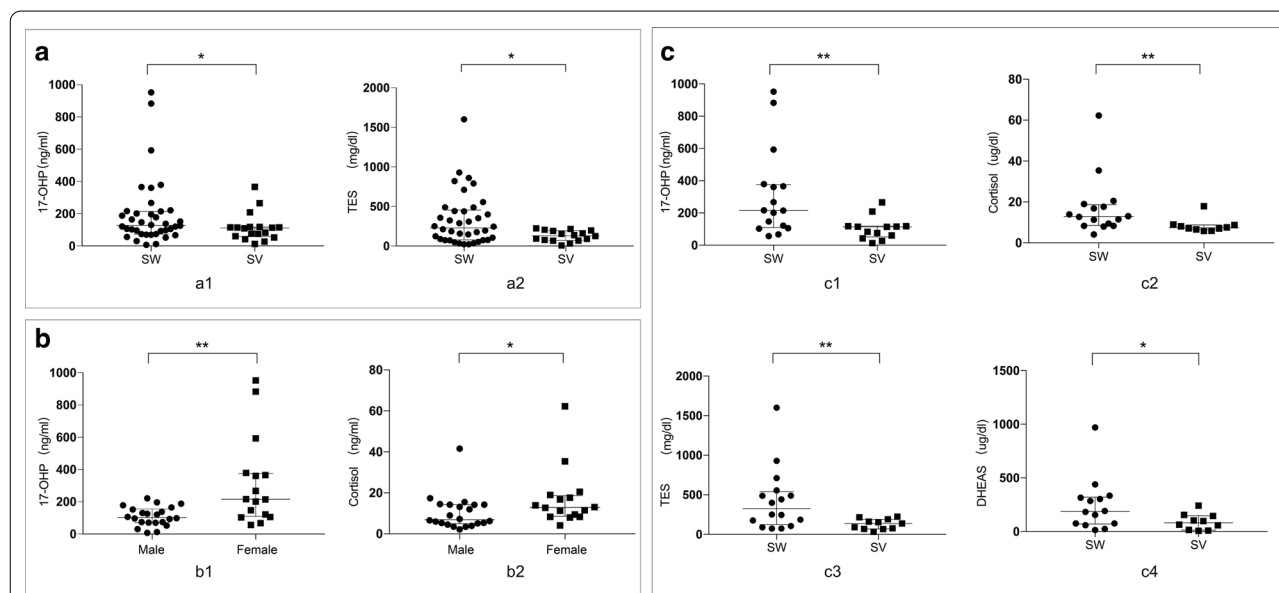 a
*
1000
800
600
400
200
0
17-OHP (ng/ml)
SW SV
a1
*
2000
1500
1000
500
0
TES (mg/dl)
SW SV
a2
b
**
1000
800
600
400
200
0
17-OHP (ng/ml)
Male Female
b1
*
80
60
40
20
0
Cortisol (ng/ml)
Male Female
b2
c
**
1000
800
600
400
200
0
17-OHP (ng/ml)
SW SV
c1
**
80
60
40
20
0
Cortisol (ug/dl)
SW SV
c2
**
2000
1500
1000
500
0
TES (mg/dl)
SW SV
c3
*
1500
1000
500
0
DHEAS (ug/dl)
SW SV
c4